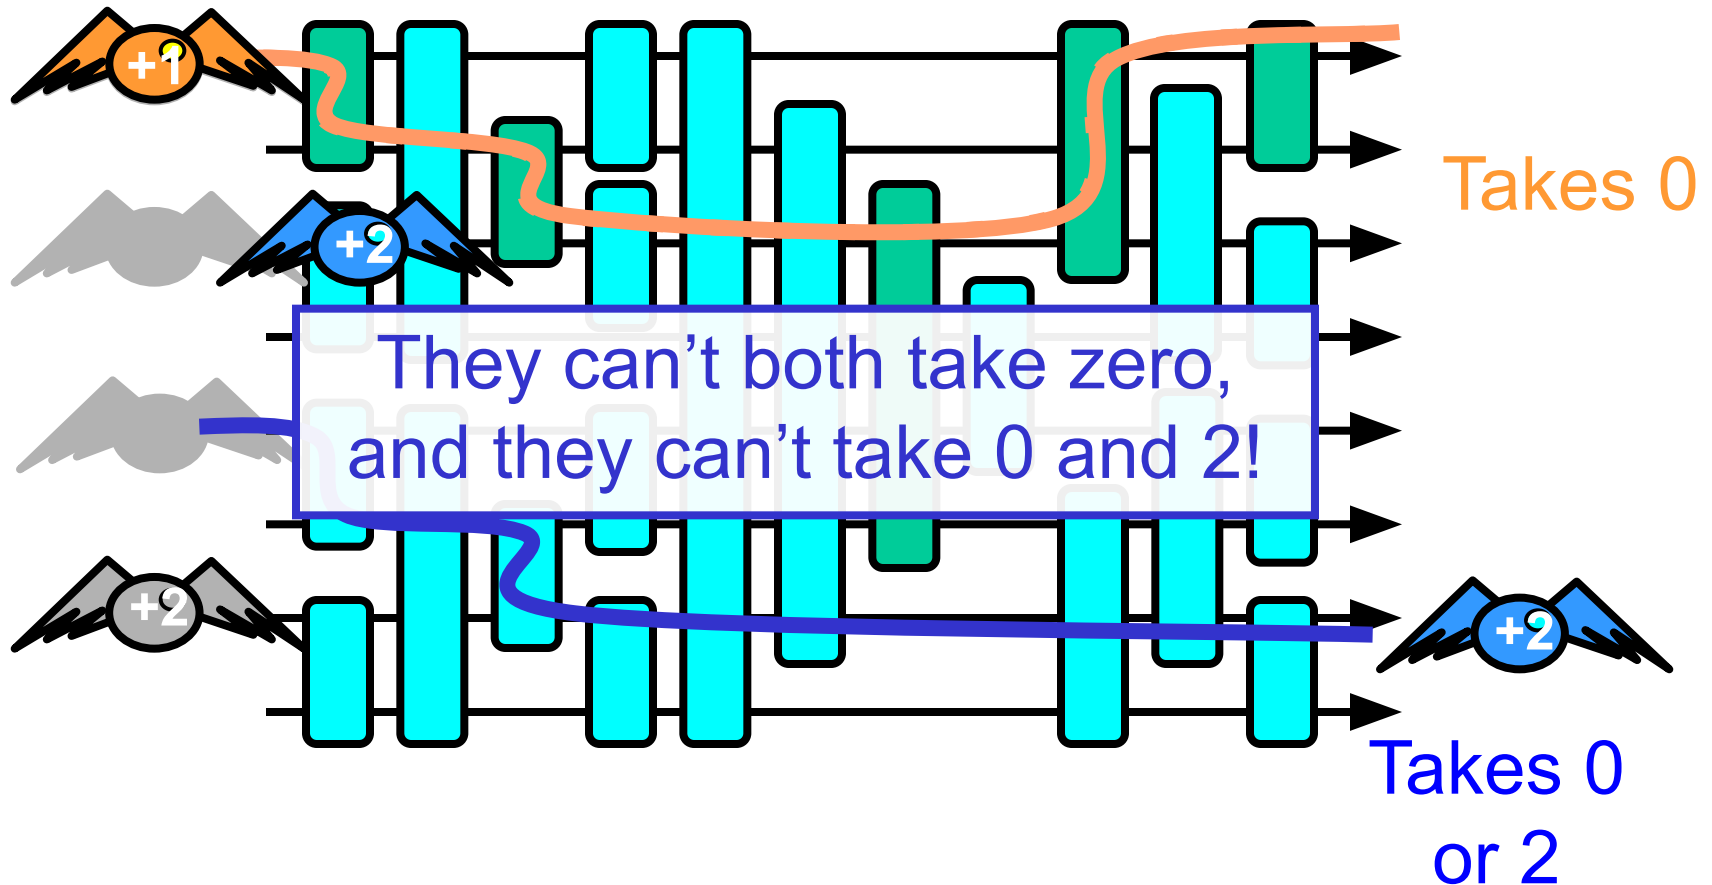 +1
Takes 0
+2
They can’t both take zero,
and they can’t take 0 and 2!
+2
+2
Takes 0
or 2